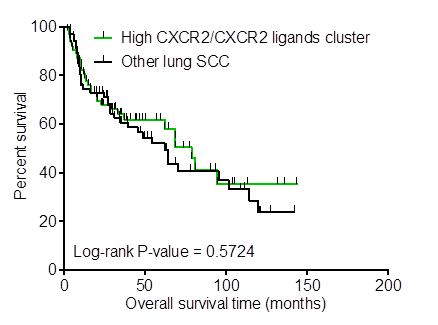 High CXCR2/CXCR2 ligands cluster
Other lung SCC
Percent survival
100
80
60
40
20
0
Log-rank P-value = 0.5724
0 50 100 150 200
Overall survival time (months)